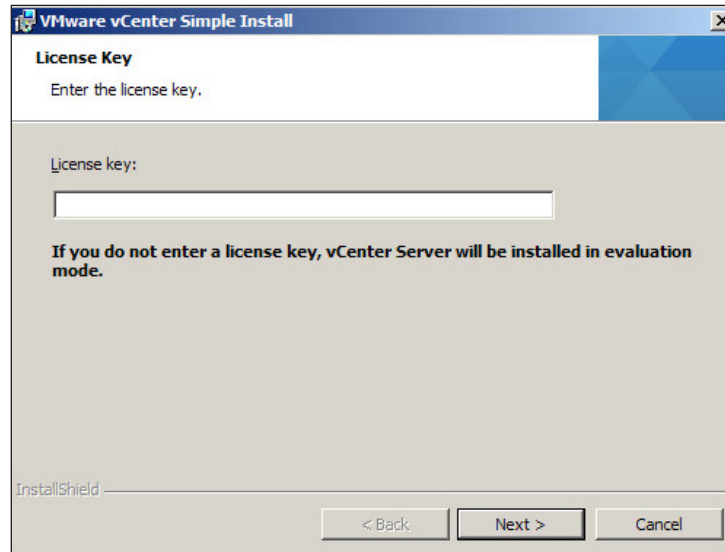 VMware vCenter Simple Install
License Key
Enter the license key.
License key:
If you do not enter a license key, vCenter Server will be installed in evaluation
mode.
InstallShield
< Back
Next >
Cancel